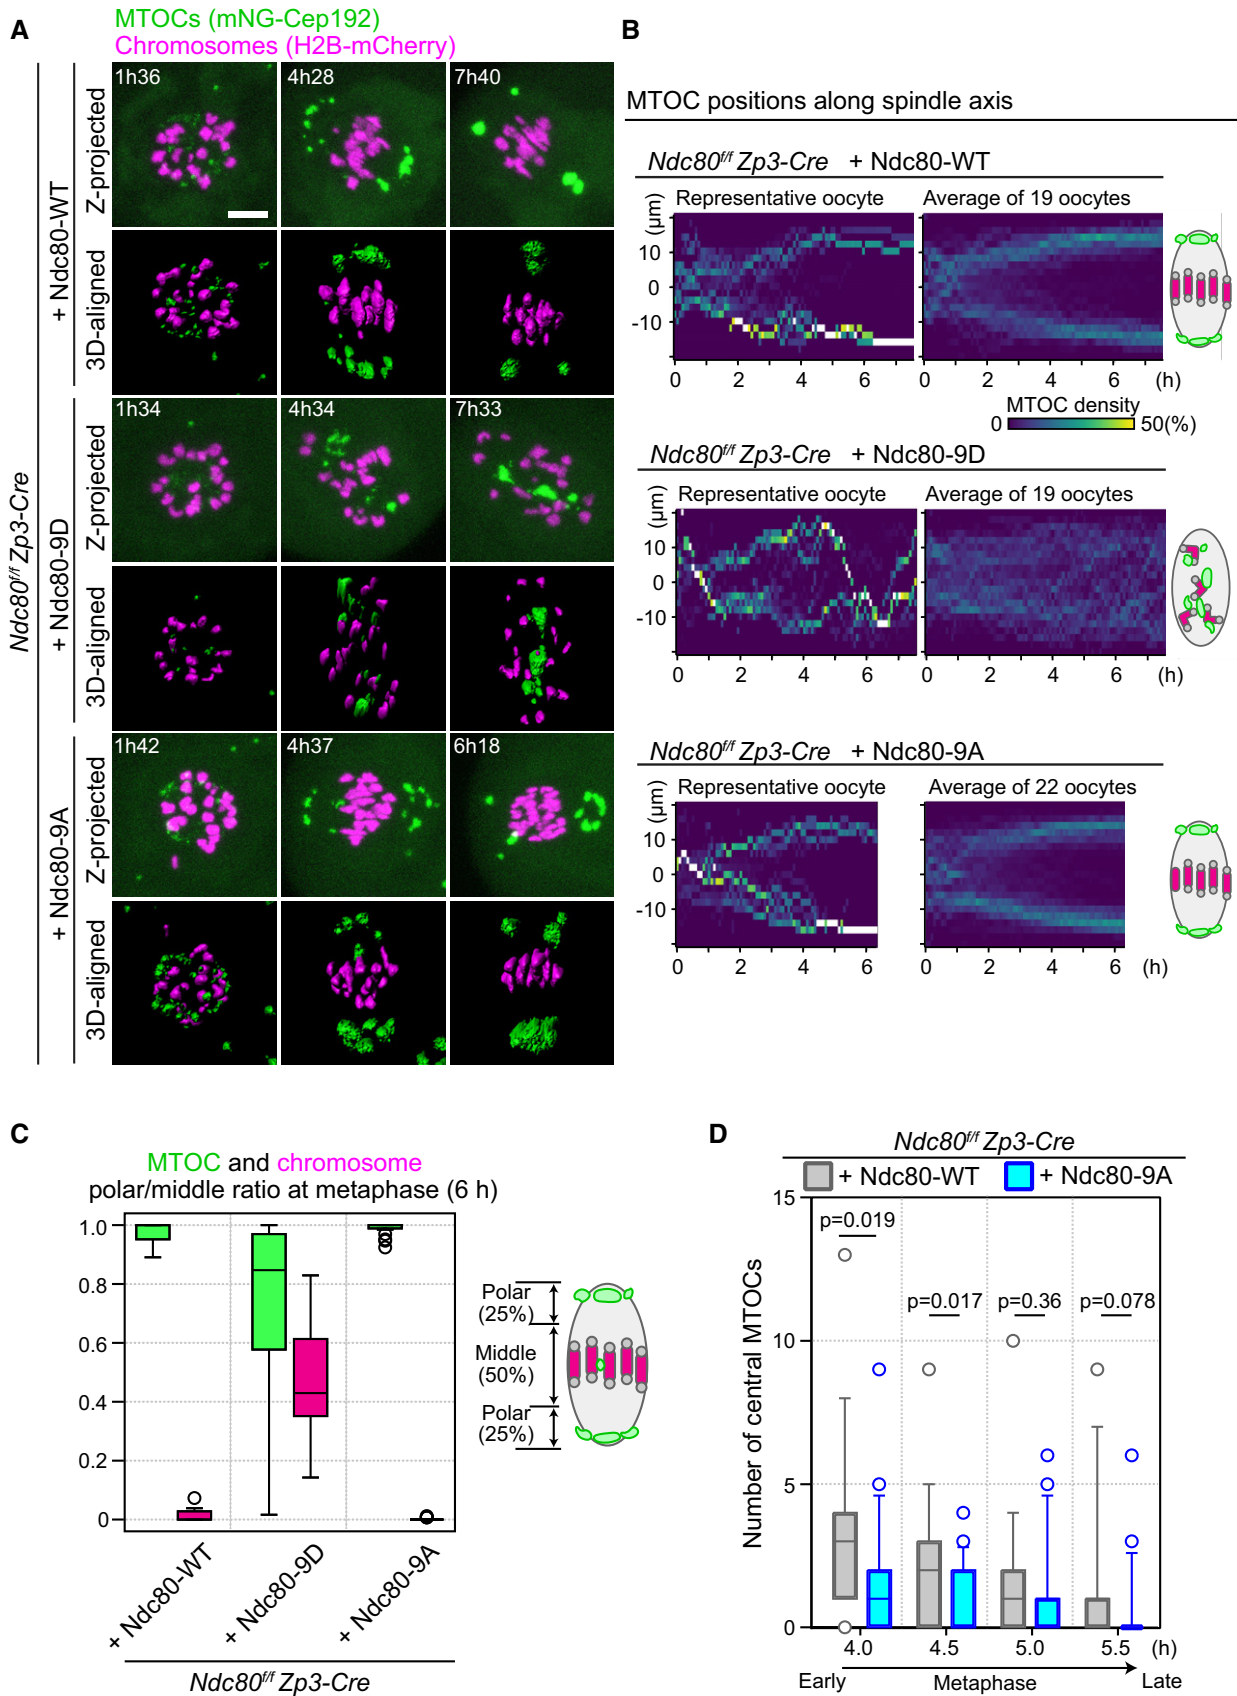 A
MTOCs (mNG-Cep192)
Chromosomes (H2B-mCherry)
Ndc80f/f Zp3-Cre
+ Ndc80-WT
Z-projected
1h36
4h28
7h40
3D-aligned
+ Ndc80-9D
Z-projected
1h34
4h34
7h33
3D-aligned
+ Ndc80-9A
Z-projected
1h42
4h37
6h18
3D-aligned
B
MTOC positions along spindle axis
Ndc80f/f Zp3-Cre + Ndc80-WT
Representative oocyte
Average of 19 oocytes
(µm)
10
0
-10
0 2 4 6
0 2 4 6 (h)
MTOC density
0 50(%)
Ndc80f/f Zp3-Cre + Ndc80-9D
Representative oocyte
Average of 19 oocytes
(µm)
10
0
-10
0 2 4 6
0 2 4 6 (h)
Ndc80f/f Zp3-Cre + Ndc80-9A
Representative oocyte
Average of 22 oocytes
(µm)
10
0
-10
0 2 4 6
0 2 4 6 (h)
C
MTOC and chromosome
polar/middle ratio at metaphase (6 h)
1.0
0.8
0.6
0.4
0.2
0
+ Ndc80-WT
+ Ndc80-9D
+ Ndc80-9A
Ndc80f/f Zp3-Cre
Polar
(25%)
Middle
(50%)
Polar
(25%)
D
Ndc80f/f Zp3-Cre
+ Ndc80-WT
+ Ndc80-9A
Number of central MTOCs
15
10
5
0
p=0.019
p=0.017
p=0.36
p=0.078
4.0 4.5 5.0 5.5 (h)
Early Metaphase Late